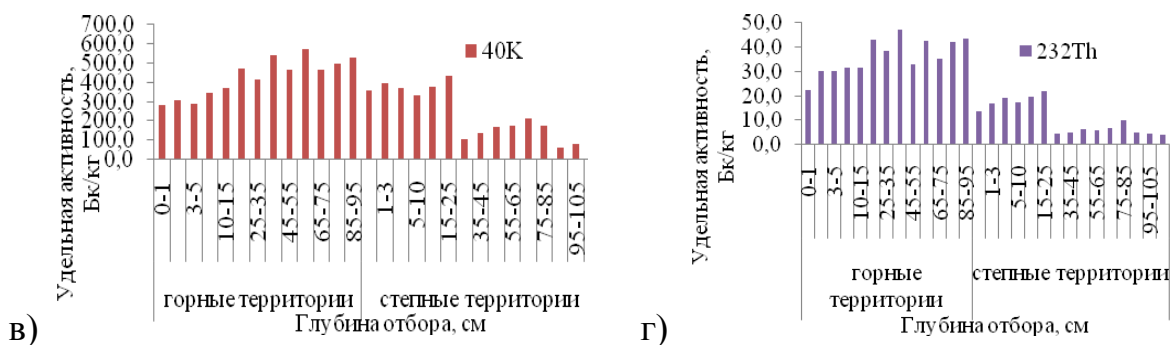 700,0
600,0
500,0
400,0
300,0
200,0
100,0
0,0
Удельная активность,
Бк/кг
40K
0-1
3-5
10-15
25-35
45-55
65-75
85-95
1-3
5-10
15-25
35-45
55-65
75-85
95-105
горные территории
степные территории
Глубина отбора, см
в)
50,0
40,0
30,0
20,0
10,0
0,0
Удельная активность,
Бк/кг
232Th
0-1
3-5
10-15
25-35
45-55
65-75
85-95
1-3
5-10
15-25
35-45
55-65
75-85
95-105
горные
территории
степные территории
Глубина отбора, см
г)